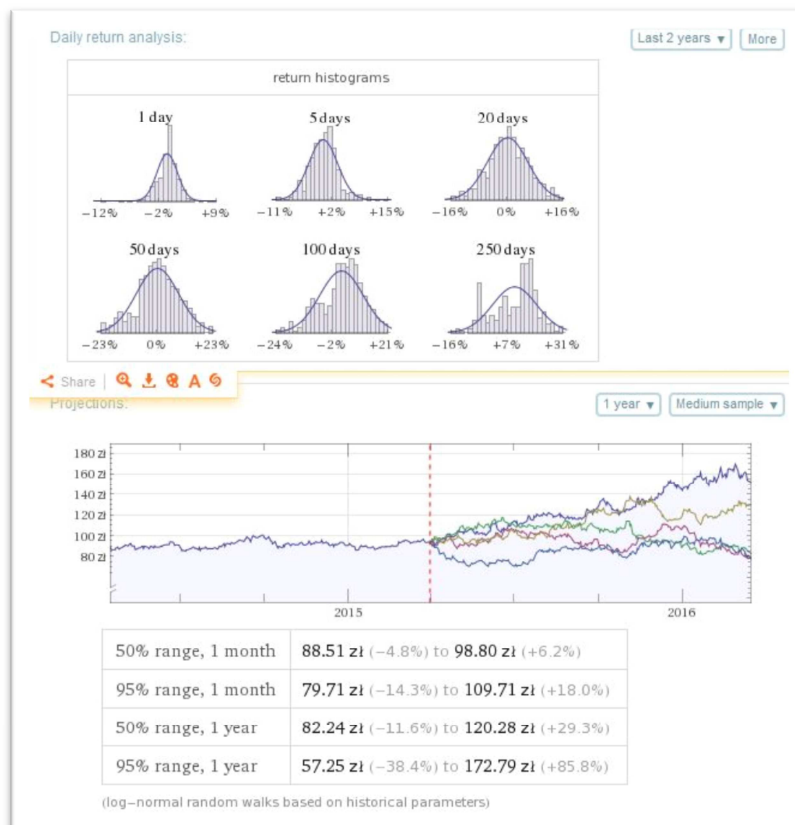 Daily return analysis:
Last 2 years ▼
More
return histograms
1 day
5 days
20 days
−12% −2% +9%
−11% +2% +15%
−16% 0% +16%
50 days
100 days
250 days
−23% 0% +23%
−24% −2% +21%
−16% +7% +31%
Share
A
Projections:
1 year ▼
Medium sample ▼
180 zł
160 zł
140 zł
120 zł
100 zł
80 zł
2015
2016
50% range, 1 month 88.51 zł (−4.8%) to 98.80 zł (+6.2%)
95% range, 1 month 79.71 zł (−14.3%) to 109.71 zł (+18.0%)
50% range, 1 year 82.24 zł (−11.6%) to 120.28 zł (+29.3%)
95% range, 1 year 57.25 zł (−38.4%) to 172.79 zł (+85.8%)
(log−normal random walks based on historical parameters)